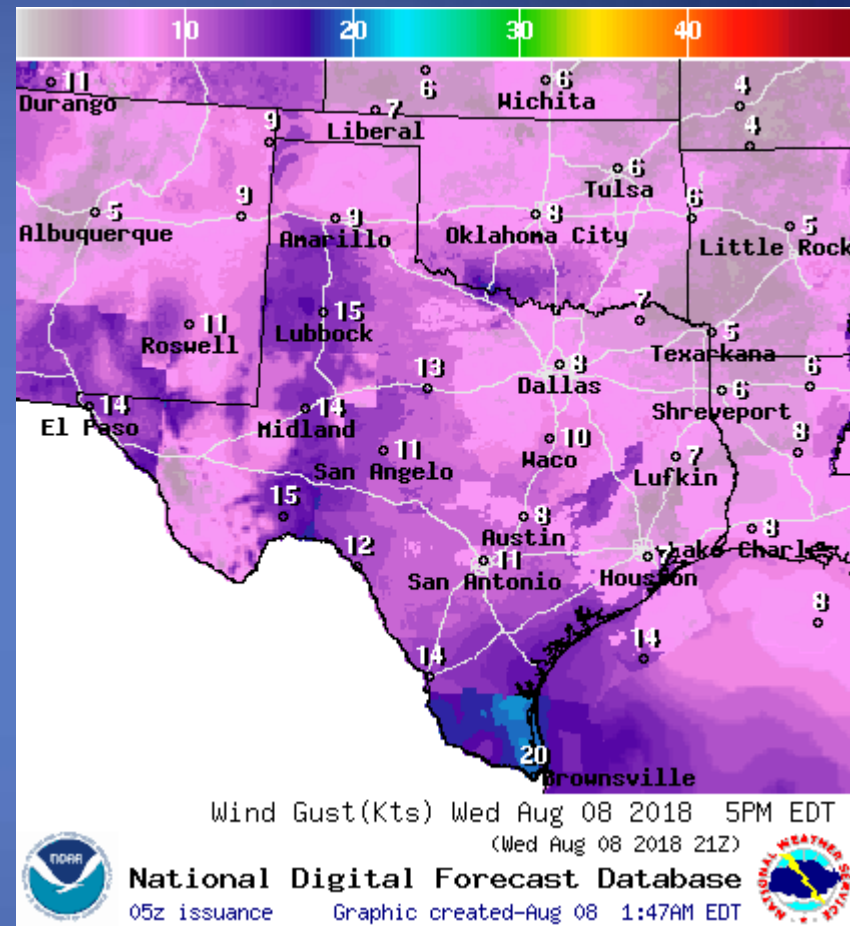 10 20 30 40
11
Durango
6
6
Wichita
4
7
Liberal
9
4
6
Tulsa
5
Albuquerque
9
9
Amarillo
8
Oklahoma City
6
5
Little Rock
11
Roswell
15
Lubbock
7
5
Texarkana
13
8
Dallas
6
Shreveport
6
14
El Paso
14
Midland
11
San Angelo
10
Waco
7
Lufkin
8
15
8
Austin
8
Lake Charles
12
11
San Antonio
Houston
8
14
14
20
Brownsville
Wind Gust(Kts) Wed Aug 08 2018 5PM EDT
(Wed Aug 08 2018 21Z)
National Digital Forecast Database
05z issuance Graphic created-Aug 08 1:47AM EDT
NOAA
NATIONAL WEATHER SERVICE